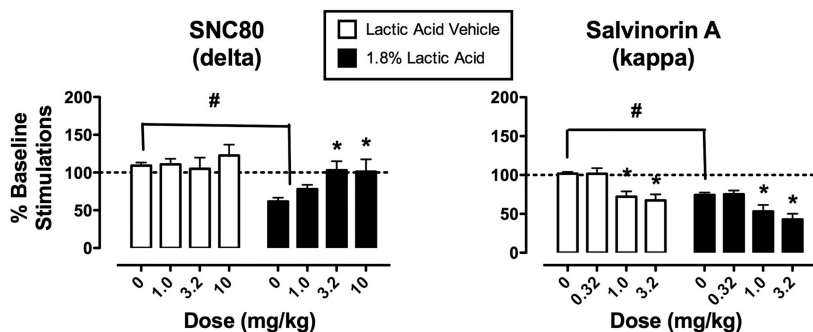 SNC80
(delta)
Lactic Acid Vehicle
1.8% Lactic Acid
Salvinorin A
(kappa)
% Baseline
Stimulations
200
150
100
50
0
#
* *
0 1.0 3.2 10 0 1.0 3.2 10
Dose (mg/kg)
200
150
100
50
0
#
* * * *
0 0.32 1.0 3.2 0 0.32 1.0 3.2
Dose (mg/kg)